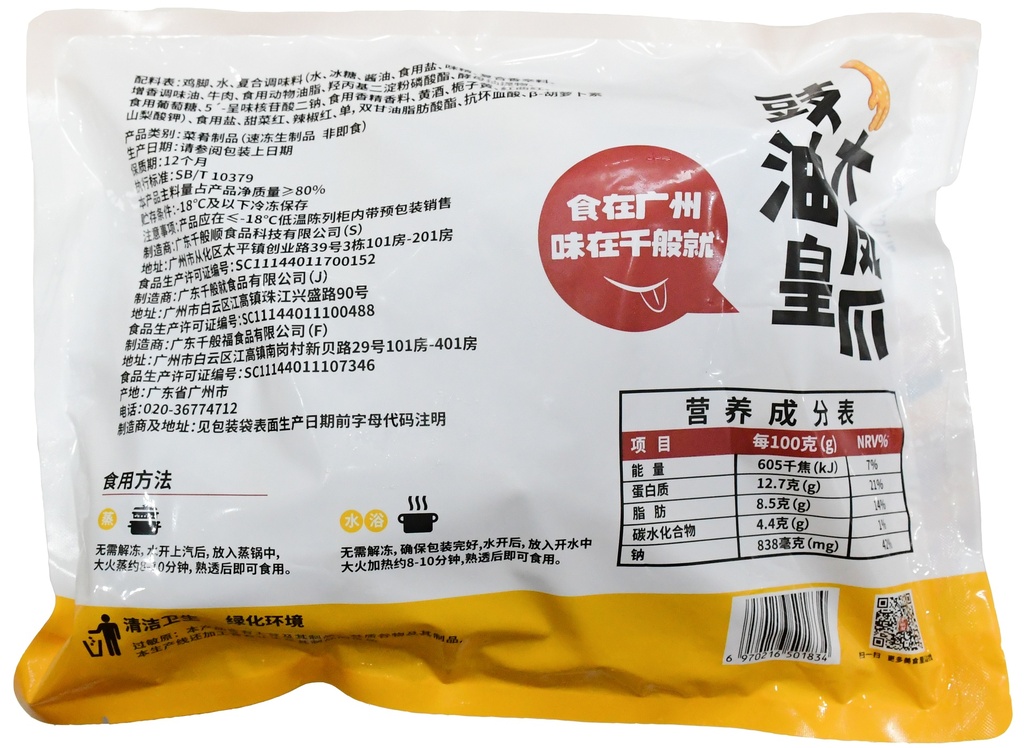 配料表:鸡脚、水、复合调味料(水、冰糖、酱油、食用盐、味精、
增香调味油、牛肉、食用动物油脂、羟丙基二淀粉磷酸酯、
食用葡萄糖、5´-呈味核苷酸二钠、食用香精香料、黄酒、栀子黄、
山梨酸钾)、食用盐、甜菜红、辣椒红、单,双甘油脂肪酸酯、抗坏血酸、β-胡萝卜素
产品类别:菜肴制品(速冻生制品 非即食)
生产日期:请参阅包装上日期
保质期:12个月
执行标准:SB/T 10379
本产品主料量占产品净质量≥80%
贮存条件:-18℃及以下冷冻保存
注意事项:产品应在≤-18℃低温陈列柜内带预包装销售
制造商:广东千般顺食品科技有限公司(S)
地址:广州市从化区太平镇创业路39号3栋101房-201房
食品生产许可证编号:SC11144011700152
制造商:广东千般就食品有限公司(J)
地址:广州市白云区江高镇珠江兴盛路90号
食品生产许可证编号:SC11144011100488
制造商:广东千般福食品有限公司(F)
地址:广州市白云区江高镇南岗村新贝路29号101房-401房
食品生产许可证编号:SC11144011107346
产地:广东省广州市
电话:020-36774712
制造商及地址:见包装袋表面生产日期前字母代码注明
食在广州
味在千般就
豉油皇
大凤爪
营养成分表
项目 每100克(g) NRV%
能量 605千焦(kJ) 7%
蛋白质 12.7克(g) 21%
脂肪 8.5克(g) 14%
碳水化合物 4.4克(g) 1%
钠 838毫克(mg) 42%
食用方法
蒸
无需解冻,水开上汽后,放入蒸锅中,
大火蒸约8-10分钟,熟透后即可食用。
水浴
无需解冻,确保包装完好,水开后,放入开水中
大火加热约8-10分钟,熟透后即可食用。
清洁卫生 绿化环境
过敏原:本产品
本生产线还加工
6 970216 501834
扫一扫 更多美食